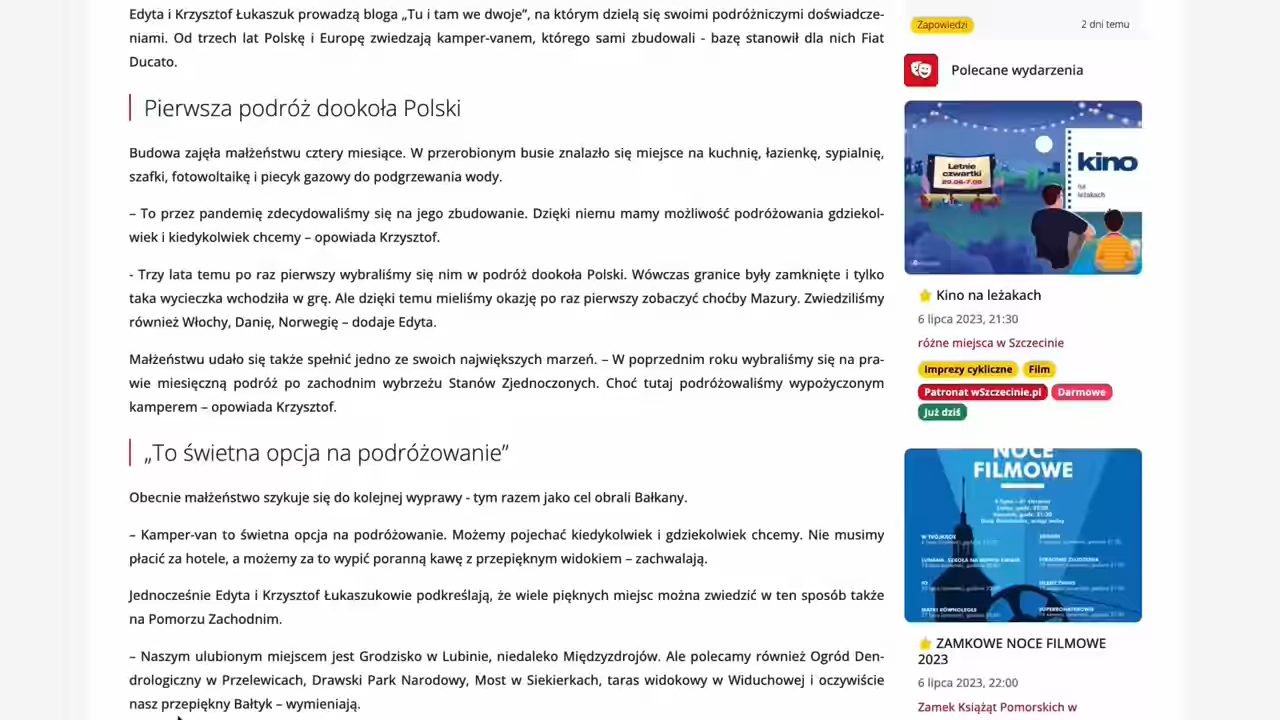 Edyta i Krzysztof Łukaszuk prowadzą bloga „Tu i tam we dwoje”, na którym dzielą się swoimi podróżniczymi doświadcze-
niami. Od trzech lat Polskę i Europę zwiedzają kamper-vanem, którego sami zbudowali - bazę stanowił dla nich Fiat
Ducato.
Pierwsza podróż dookoła Polski
Budowa zajęła małżeństwu cztery miesiące. W przerobionym busie znalazło się miejsce na kuchnię, łazienkę, sypialnię,
szafki, fotowoltaikę i piecyk gazowy do podgrzewania wody.
– To przez pandemię zdecydowaliśmy się na jego zbudowanie. Dzięki niemu mamy możliwość podróżowania gdziekol-
wiek i kiedykolwiek chcemy – opowiada Krzysztof.
- Trzy lata temu po raz pierwszy wybraliśmy się nim w podróż dookoła Polski. Wówczas granice były zamknięte i tylko
taka wycieczka wchodziła w grę. Ale dzięki temu mieliśmy okazję po raz pierwszy zobaczyć choćby Mazury. Zwiedziliśmy
również Włochy, Danię, Norwegię – dodaje Edyta.
Małżeństwu udało się także spełnić jedno ze swoich największych marzeń. – W poprzednim roku wybraliśmy się na pra-
wie miesięczną podróż po zachodnim wybrzeżu Stanów Zjednoczonych. Choć tutaj podróżowaliśmy wypożyczonym
kamperem – opowiada Krzysztof.
„To świetna opcja na podróżowanie”
Obecnie małżeństwo szykuje się do kolejnej wyprawy - tym razem jako cel obrali Bałkany.
– Kamper-van to świetna opcja na podróżowanie. Możemy pojechać kiedykolwiek i gdziekolwiek chcemy. Nie musimy
płacić za hotele, a możemy za to wypić poranną kawę z przepięknym widokiem – zachwalają.
Jednocześnie Edyta i Krzysztof Łukaszukowie podkreślają, że wiele pięknych miejsc można zwiedzić w ten sposób także
na Pomorzu Zachodnim.
– Naszym ulubionym miejscem jest Grodzisko w Lubinie, niedaleko Międzyzdrojów. Ale polecamy również Ogród Den-
drologiczny w Przelewicach, Drawski Park Narodowy, Most w Siekierkach, taras widokowy w Widuchowej i oczywiście
nasz przepiękny Bałtyk – wymieniają.
Zapowiedzi 2 dni temu
Polecane wydarzenia
Letnie
czwartki
29.06-7.09
kino
na
leżakach
Kino na leżakach
6 lipca 2023, 21:30
różne miejsca w Szczecinie
Imprezy cykliczne Film
Patronat wSzczecinie.pl Darmowe
Już dziś
NOCE
FILMOWE
ZAMKOWE NOCE FILMOWE
2023
6 lipca 2023, 22:00
Zamek Książąt Pomorskich w